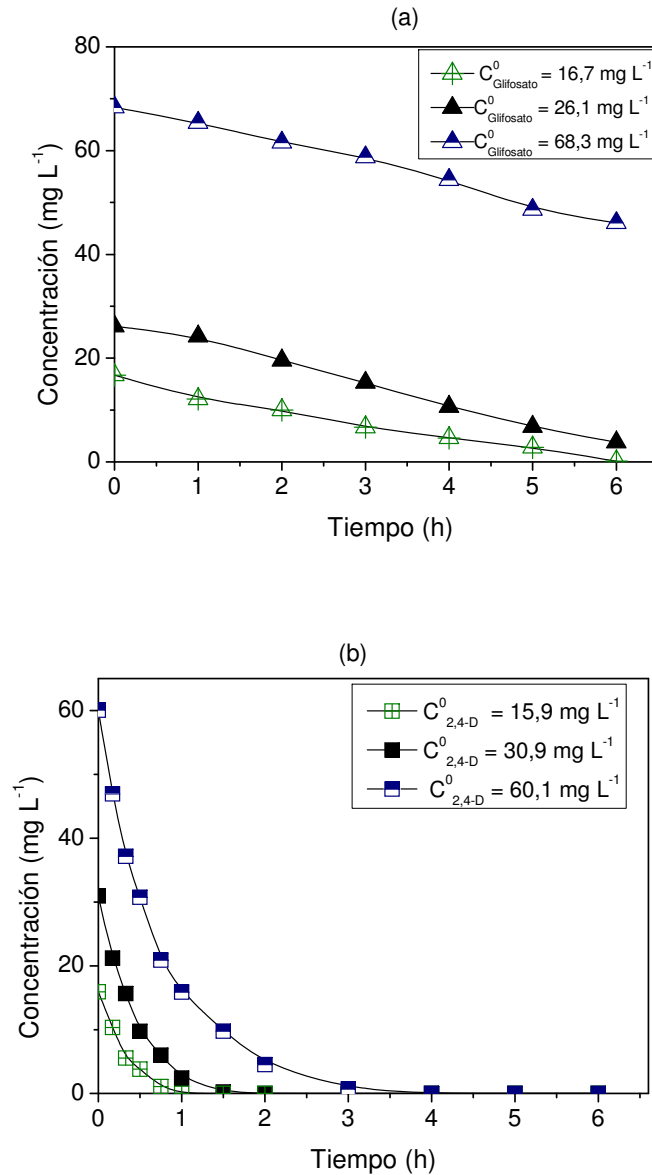 (a)
80
60
40
20
0
Concentración (mg L⁻¹)
C⁰Glifosato = 16,7 mg L⁻¹
C⁰Glifosato = 26,1 mg L⁻¹
C⁰Glifosato = 68,3 mg L⁻¹
0 1 2 3 4 5 6
Tiempo (h)
(b)
60
40
20
0
Concentración (mg L⁻¹)
C⁰2,4-D = 15,9 mg L⁻¹
C⁰2,4-D = 30,9 mg L⁻¹
C⁰2,4-D = 60,1 mg L⁻¹
0 1 2 3 4 5 6
Tiempo (h)